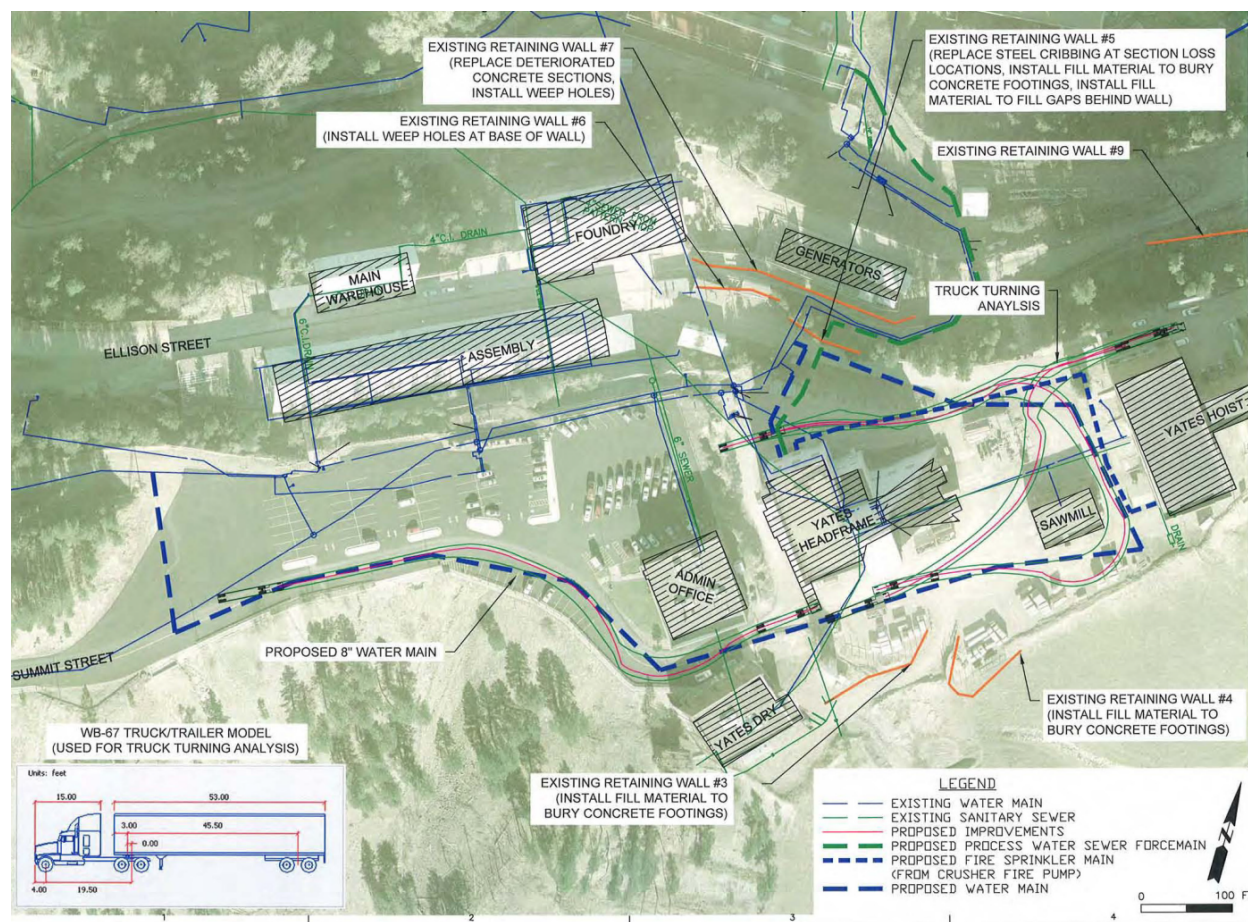 EXISTING RETAINING WALL #7
(REPLACE DETERIORATED
CONCRETE SECTIONS,
INSTALL WEEP HOLES)
EXISTING RETAINING WALL #6
(INSTALL WEEP HOLES AT BASE OF WALL)
EXISTING RETAINING WALL #5
(REPLACE STEEL CRIBBING AT SECTION LOSS
LOCATIONS, INSTALL FILL MATERIAL TO BURY
CONCRETE FOOTINGS, INSTALL FILL
MATERIAL TO FILL GAPS BEHIND WALL)
EXISTING RETAINING WALL #9
4" C.I. DRAIN
FOUNDRY
MAIN
WAREHOUSE
GENERATORS
TRUCK TURNING
ANAYLSIS
6" C.I. DRAIN
ELLISON STREET
ASSEMBLY
6" SEWER
YATES HOIST
YATES
HEADFRAME
SAWMILL
DRAIN
ADMIN
OFFICE
PROPOSED 8" WATER MAIN
SUMMIT STREET
YATES DRY
EXISTING RETAINING WALL #4
(INSTALL FILL MATERIAL TO
BURY CONCRETE FOOTINGS)
EXISTING RETAINING WALL #3
(INSTALL FILL MATERIAL TO
BURY CONCRETE FOOTINGS)
WB-67 TRUCK/TRAILER MODEL
(USED FOR TRUCK TURNING ANALYSIS)
Units: feet
15.00
53.00
3.00
45.50
0.00
4.00
19.50
LEGEND
EXISTING WATER MAIN
EXISTING SANITARY SEWER
PROPOSED IMPROVEMENTS
PROPOSED PROCESS WATER SEWER FORCEMAIN
PROPOSED FIRE SPRINKLER MAIN
(FROM CRUSHER FIRE PUMP)
PROPOSED WATER MAIN
0 100 F
1 2 3 4